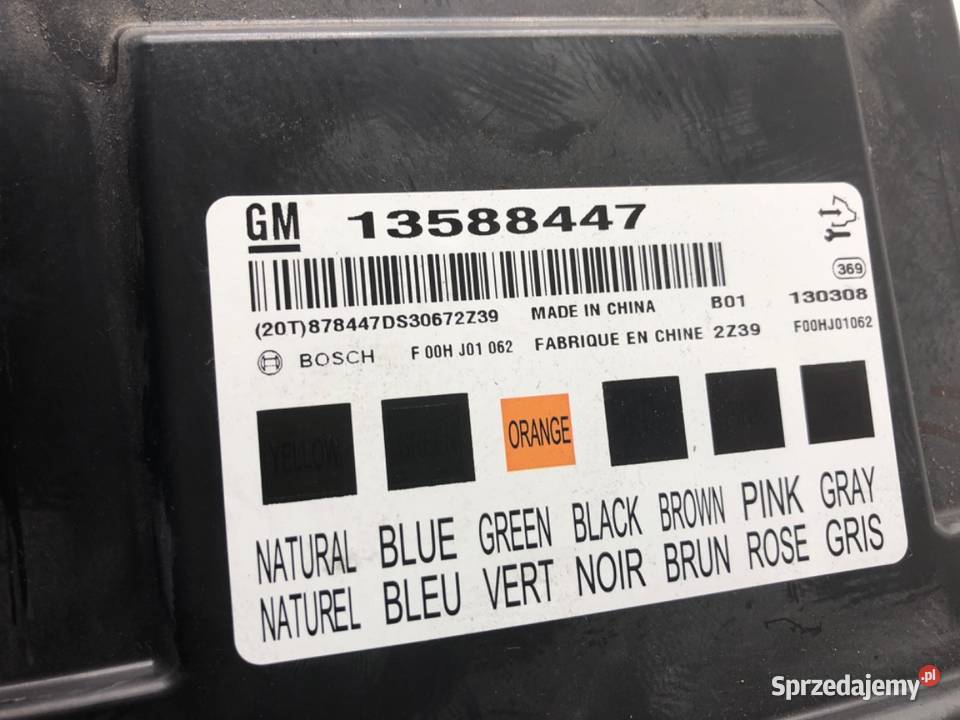 GM 13588447
369
(20T)878447DS30672Z39 MADE IN CHINA B01 130308
BOSCH F 00H J01 062 FABRIQUE EN CHINE 2Z39 F00HJ01062
YELLOW ORANGE
NATURAL BLUE GREEN BLACK BROWN PINK GRAY
NATUREL BLEU VERT NOIR BRUN ROSE GRIS
Sprzedajemy.pl